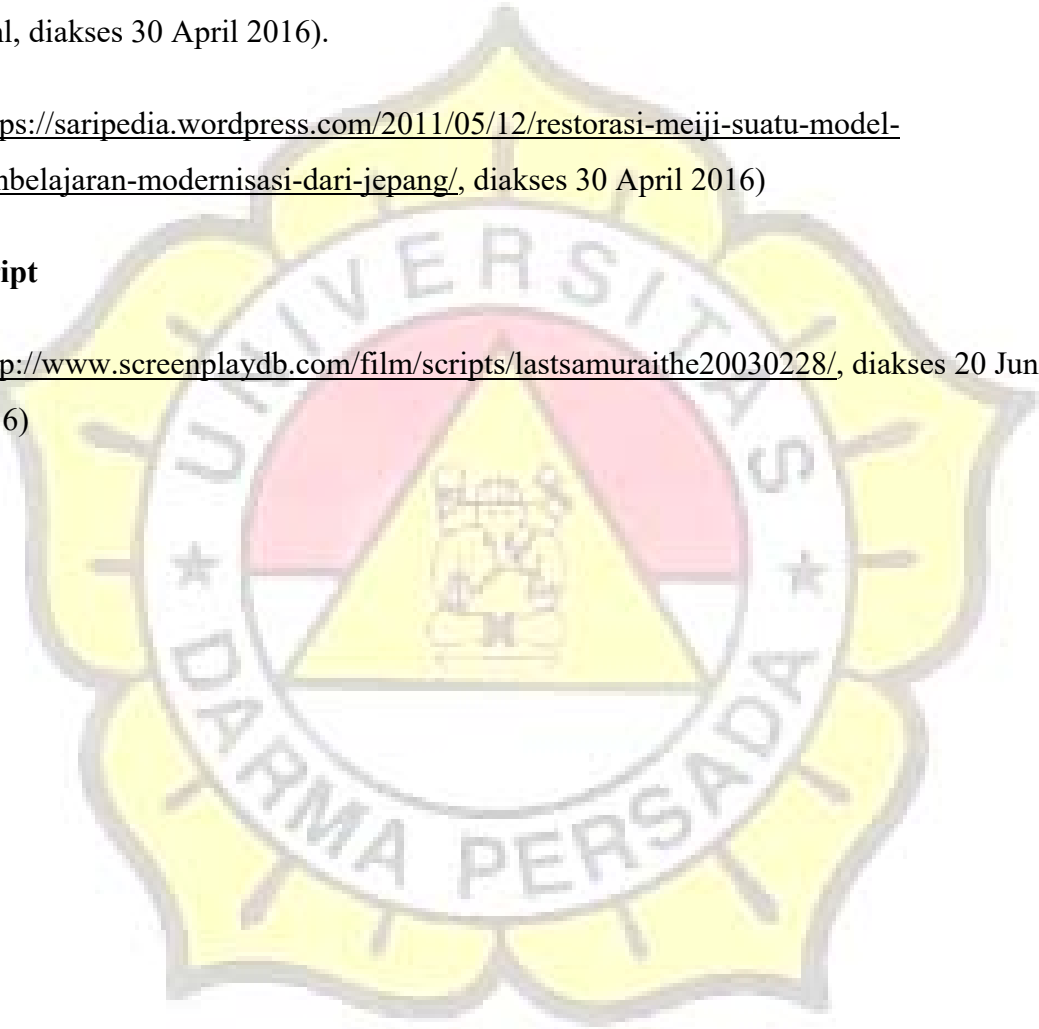 nl, diakses 30 April 2016).
ps://saripedia.wordpress.com/2011/05/12/restorasi-meiji-suatu-model-
nbelajaran-modernisasi-dari-jepang/, diakses 30 April 2016)
ipt
p://www.screenplaydb.com/film/scripts/lastsamuraithe20030228/, diakses 20 Jun
6)
UNIVERSITAS
DARMA PERSADA